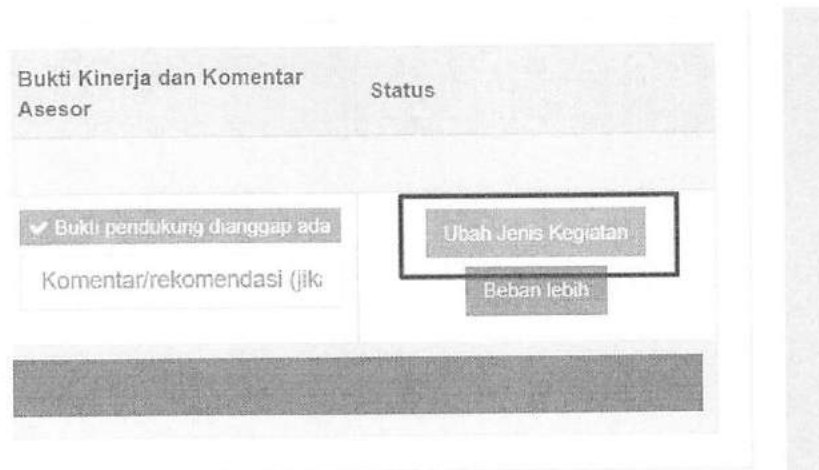 Bukti Kinerja dan Komentar
Asesor
Status
✔ Bukti pendukung dianggap ada
Ubah Jenis Kegiatan
Komentar/rekomendasi (jik
Beban lebih